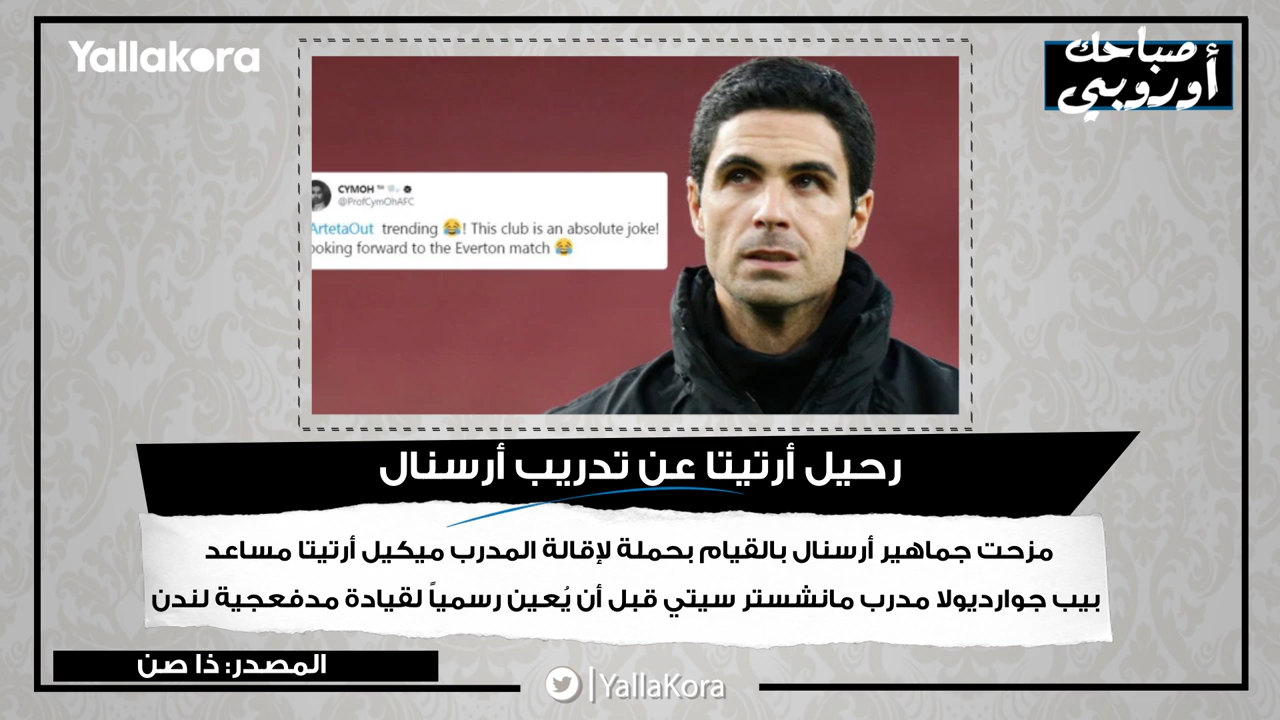 Yallakora
صباحك
أوروبي
CYMOH ™
@ProfCymOhAFC
ArtetaOut trending 😂! This club is an absolute joke!
ooking forward to the Everton match 😂
رحيل أرتيتا عن تدريب أرسنال
مزحت جماهير أرسنال بالقيام بحملة لإقالة المدرب ميكيل أرتيتا مساعد
بيب جوارديولا مدرب مانشستر سيتي قبل أن يُعين رسمياً لقيادة مدفعجية لندن
المصدر: ذا صن
|YallaKora